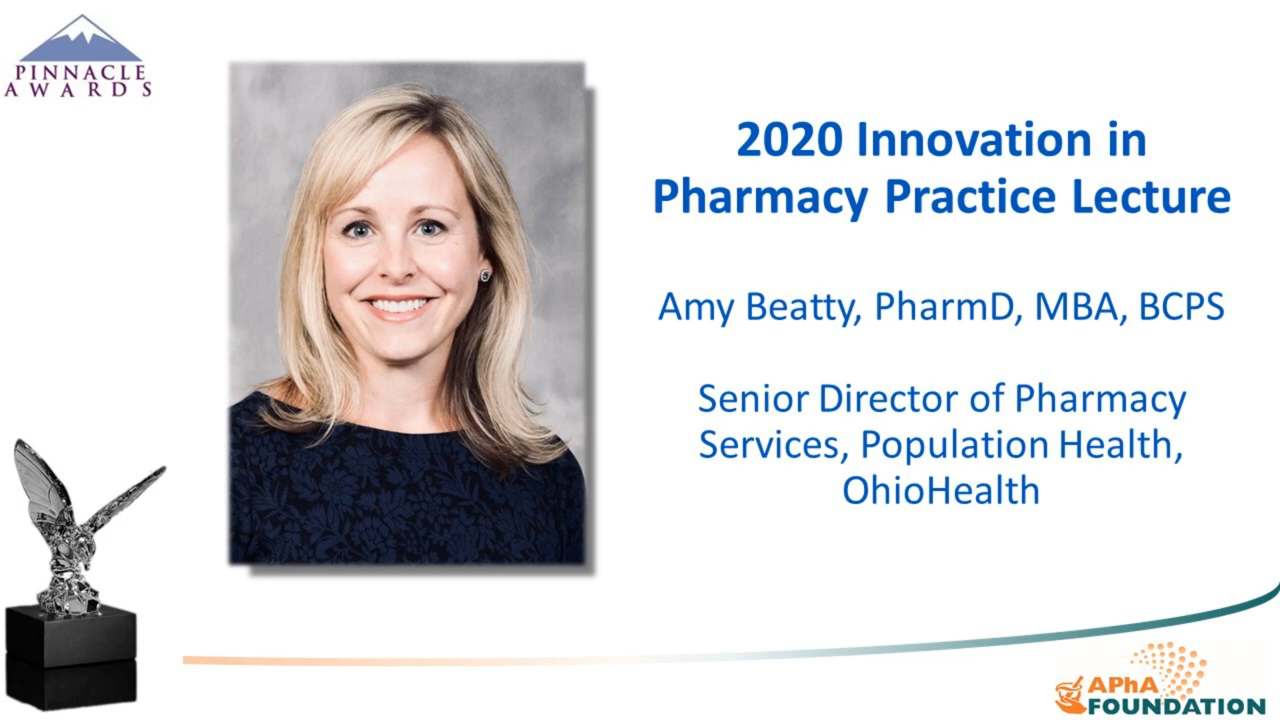 PINNACLE
AWARDS
2020 Innovation in
Pharmacy Practice Lecture
Amy Beatty, PharmD, MBA, BCPS
Senior Director of Pharmacy
Services, Population Health,
OhioHealth
APhA
FOUNDATION